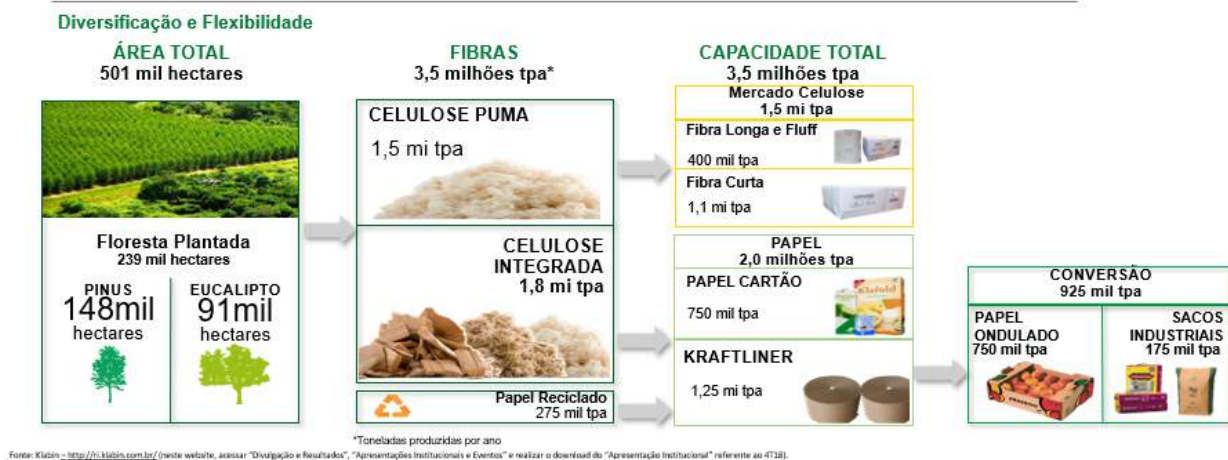 Diversificação e Flexibilidade
ÁREA TOTAL
501 mil hectares
Floresta Plantada
239 mil hectares
PINUS
148mil
hectares
EUCALIPTO
91mil
hectares
FIBRAS
3,5 milhões tpa*
CELULOSE PUMA
1,5 mi tpa
CELULOSE
INTEGRADA
1,8 mi tpa
Papel Reciclado
275 mil tpa
*Toneladas produzidas por ano
CAPACIDADE TOTAL
3,5 milhões tpa
Mercado Celulose
1,5 mi tpa
Fibra Longa e Fluff
400 mil tpa
Fibra Curta
1,1 mi tpa
PAPEL
2,0 milhões tpa
PAPEL CARTÃO
750 mil tpa
Klafold
KRAFTLINER
1,25 mi tpa
CONVERSÃO
925 mil tpa
PAPEL
ONDULADO
750 mil tpa
SACOS
INDUSTRIAIS
175 mil tpa
Fonte: Klabin – http://ri.klabin.com.br/ (neste website, acessar "Divulgação e Resultados", "Apresentações Institucionais e Eventos" e realizar o download do "Apresentação Institucional" referente ao 4T18).